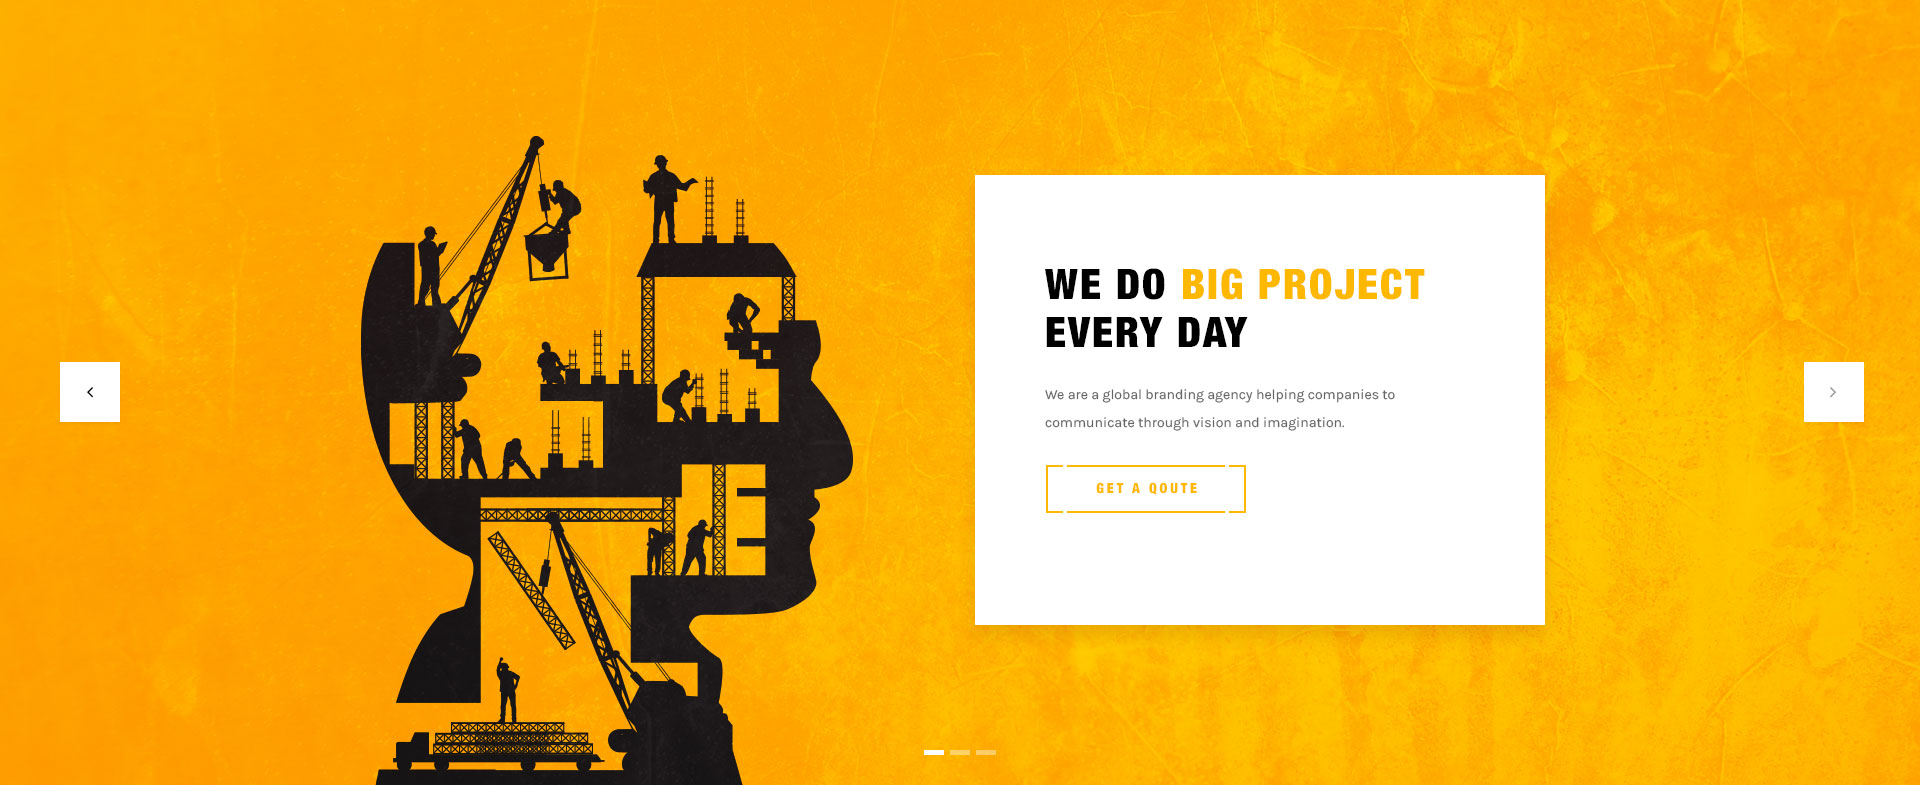 WE DO BIG PROJECT
EVERY DAY
We are a global branding agency helping companies to
communicate through vision and imagination.
GET A QOUTE